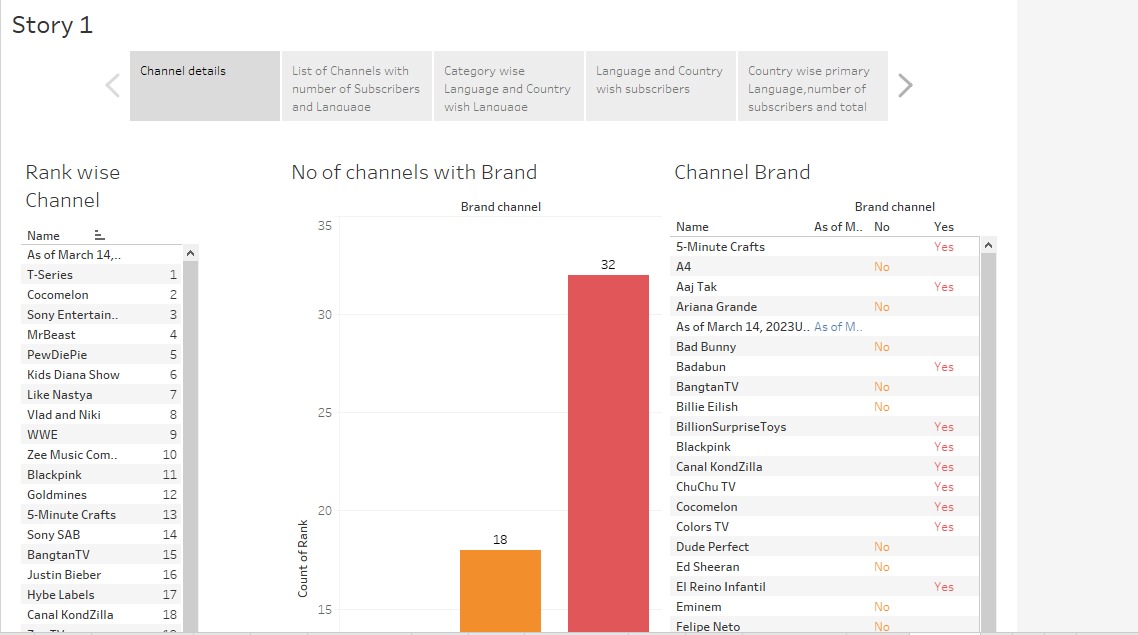 Story 1
Channel details
List of Channels with
number of Subscribers
and Language
Category wise
Language and Country
wish Language
Language and Country
wish subscribers
Country wise primary
Language,number of
subscribers and total
Rank wise
Channel
Name
As of March 14,..
T-Series 1
Cocomelon 2
Sony Entertain.. 3
MrBeast 4
PewDiePie 5
Kids Diana Show 6
Like Nastya 7
Vlad and Niki 8
WWE 9
Zee Music Com.. 10
Blackpink 11
Goldmines 12
5-Minute Crafts 13
Sony SAB 14
BangtanTV 15
Justin Bieber 16
Hybe Labels 17
Canal KondZilla 18
No of channels with Brand
Brand channel
35
32
30
25
20
18
15
Count of Rank
Channel Brand
Brand channel
Name As of M.. No Yes
5-Minute Crafts Yes
A4 No
Aaj Tak Yes
Ariana Grande No
As of March 14, 2023U.. As of M..
Bad Bunny No
Badabun Yes
BangtanTV No
Billie Eilish No
BillionSurpriseToys Yes
Blackpink Yes
Canal KondZilla Yes
ChuChu TV Yes
Cocomelon Yes
Colors TV Yes
Dude Perfect No
Ed Sheeran No
El Reino Infantil Yes
Eminem No
Felipe Neto No